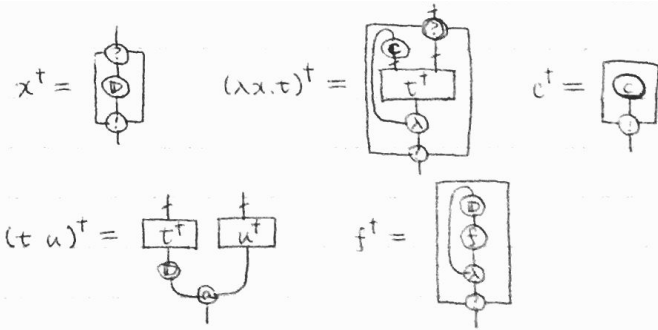 x† = ? D !
(λx.t)† = ? C t† λ !
c† = c !
(t u)† = t† u† D a
f† = D f λ !